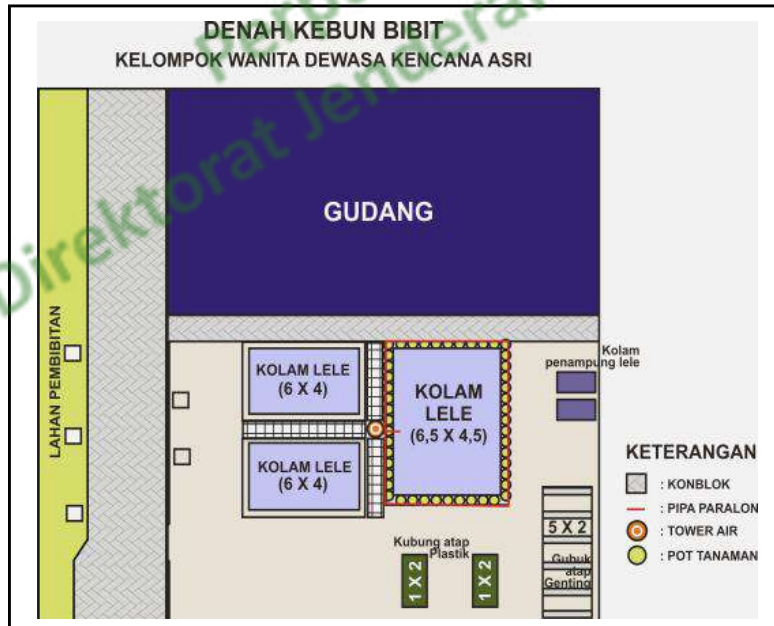 DENAH KEBUN BIBIT
KELOMPOK WANITA DEWASA KENCANA ASRI
GUDANG
LAHAN PEMBIBITAN
KOLAM LELE
(6 X 4)
KOLAM LELE
(6 X 4)
KOLAM
LELE
(6,5 X 4,5)
Kolam
penampung lele
Kubung atap
Plastik
1 X 2
1 X 2
5 X 2
Gubuk
atap
Genting
KETERANGAN
: KONBLOK
: PIPA PARALON
: TOWER AIR
: POT TANAMAN
Direktorat Jenderal